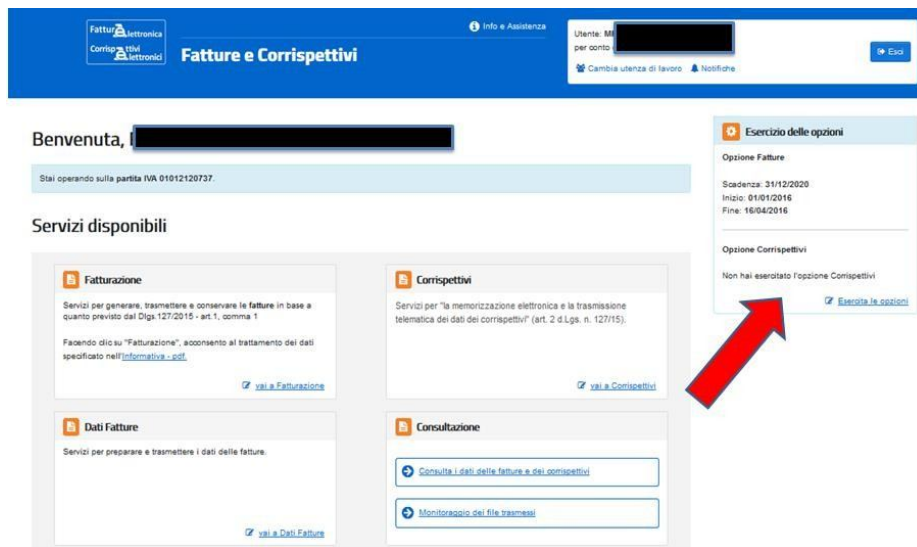 Fattur@lettronica
Corrisp ttivi
lettronici
Fatture e Corrispettivi
Info e Assistenza
Utente:
per conto
Cambia utenza di lavoro Notifiche
Esci
Benvenuta,
Stai operando sulla partita IVA 01012120737.
Servizi disponibili
Fatturazione
Servizi per generare, trasmettere e conservare le fatture in base a
quanto previsto dal Dlgs.127/2015 - art.1, comma 1
Facendo clic su "Fatturazione", acconsento al trattamento dei dati
specificato nell'Informativa - pdf.
vai a Fatturazione
Corrispettivi
Servizi per "la memorizzazione elettronica e la trasmissione
telematica dei dati dei corrispettivi" (art. 2 d.Lgs. n. 127/15).
vai a Corrispettivi
Dati Fatture
Servizi per preparare e trasmettere i dati delle fatture.
vai a Dati Fatture
Consultazione
Consulta i dati delle fatture e dei corrispettivi
Monitoraggio dei file trasmessi
Esercizio delle opzioni
Opzione Fatture
Scadenza: 31/12/2020
Inizio: 01/01/2016
Fine: 16/04/2016
Opzione Corrispettivi
Non hai esercitato l'opzione Corrispettivi
Esercita le opzioni